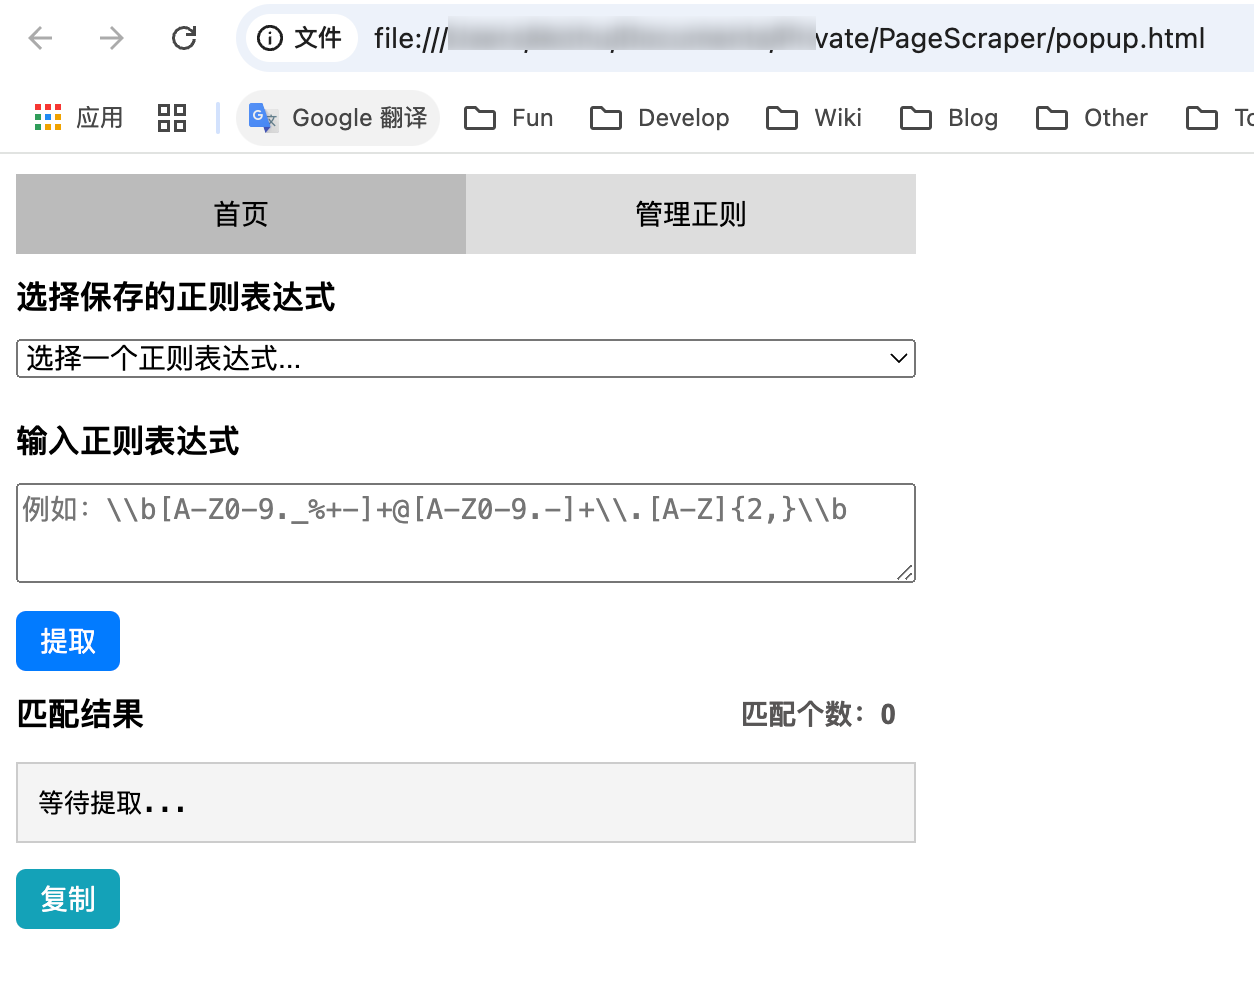 文件 file:///vate/PageScraper/popup.html
应用 Google 翻译 Fun Develop Wiki Blog Other
首页 管理正则
选择保存的正则表达式
选择一个正则表达式...
输入正则表达式
例如：\\b[A-Z0-9._%+-]+@[A-Z0-9.-]+\\.[A-Z]{2,}\\b
提取
匹配结果 匹配个数：0
等待提取...
复制